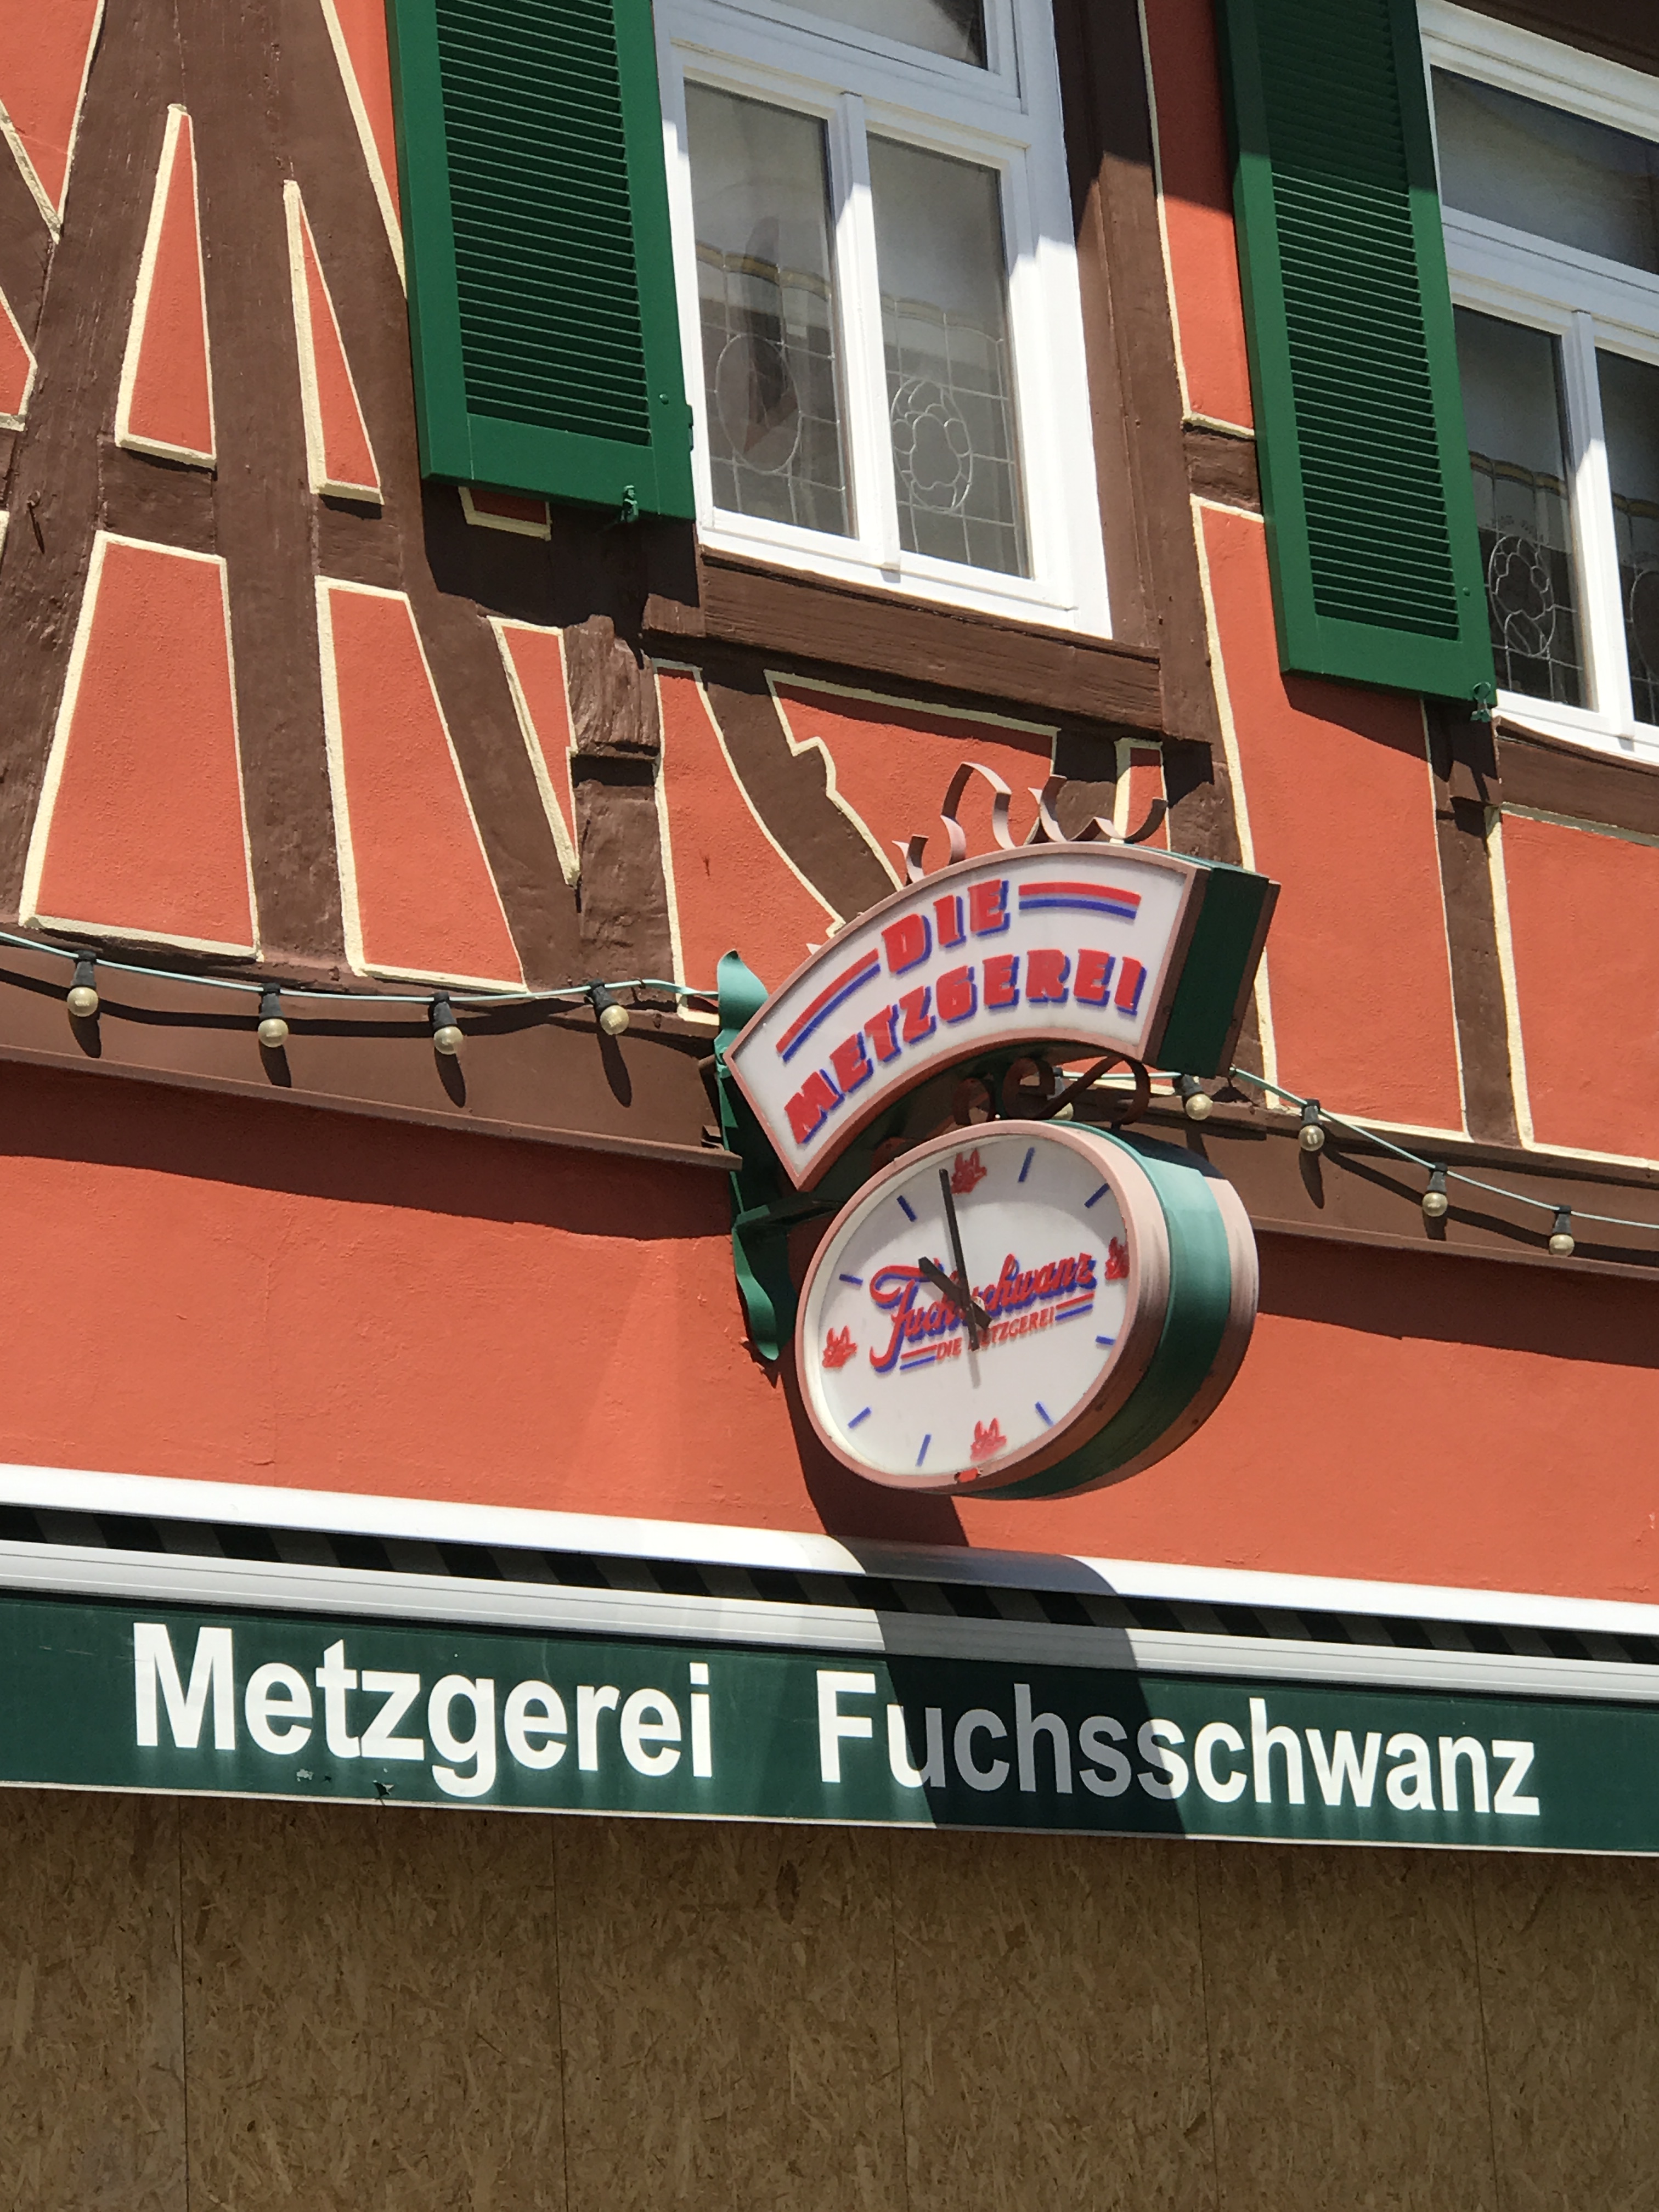 DIE
METZGEREI
Fuchsschwanz
DIE METZGEREI
Metzgerei Fuchsschwanz